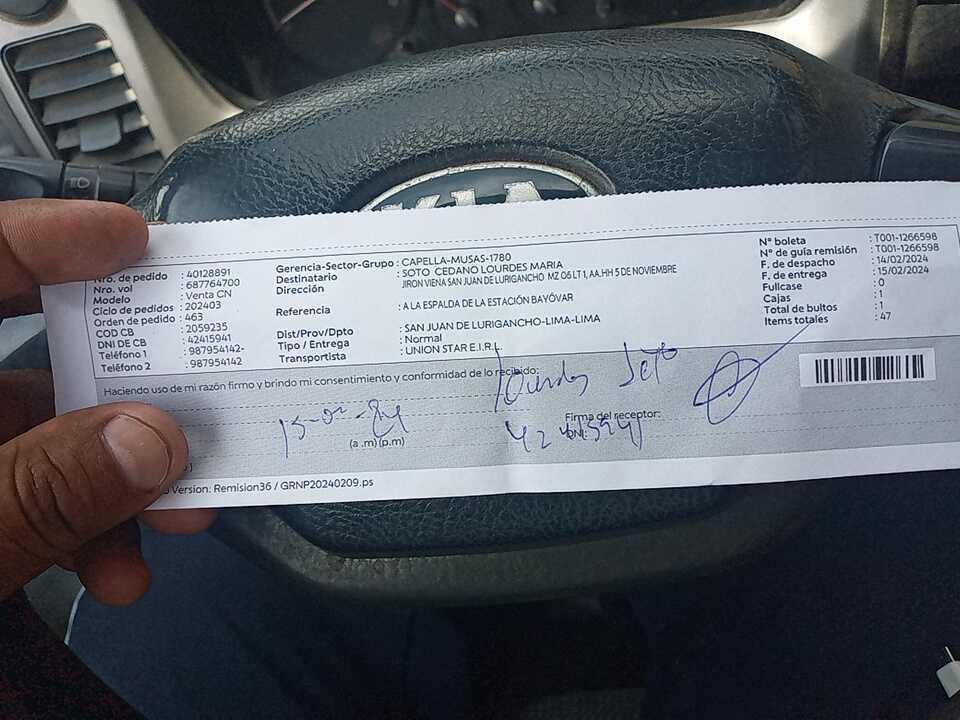 KIA
Nro. de pedido : 40128891
Nro. vol : 687764700
Modelo : Venta CN
Ciclo de pedidos : 202403
Orden de pedido : 463
COD CB : 2059235
DNI DE CB : 42415941
Teléfono 1 : 987954142-
Teléfono 2 : 987954142
Gerencia-Sector-Grupo : CAPELLA-MUSAS-1780
Destinatario : SOTO CEDANO LOURDES MARIA
Dirección : JIRON VIENA SAN JUAN DE LURIGANCHO MZ O6 LT 1, AA.HH 5 DE NOVIEMBRE
Referencia : A LA ESPALDA DE LA ESTACIÓN BAYÓVAR
Dist/Prov/Dpto : SAN JUAN DE LURIGANCHO-LIMA-LIMA
Tipo / Entrega : Normal
Transportista : UNION STAR E.I.R.L.
N° boleta : T001-1266598
N° de guía remisión : T001-1266598
F. de despacho : 14/02/2024
F. de entrega : 15/02/2024
Fullcase : 0
Cajas : 1
Total de bultos : 1
Items totales : 47
Haciendo uso de mi razón firmo y brindo mi consentimiento y conformidad de lo recibido:
Lourdes Soto
(a .m) (p.m)
Firma del receptor:
DNI: 42415941
Version: Remision36 / GRNP20240209.ps